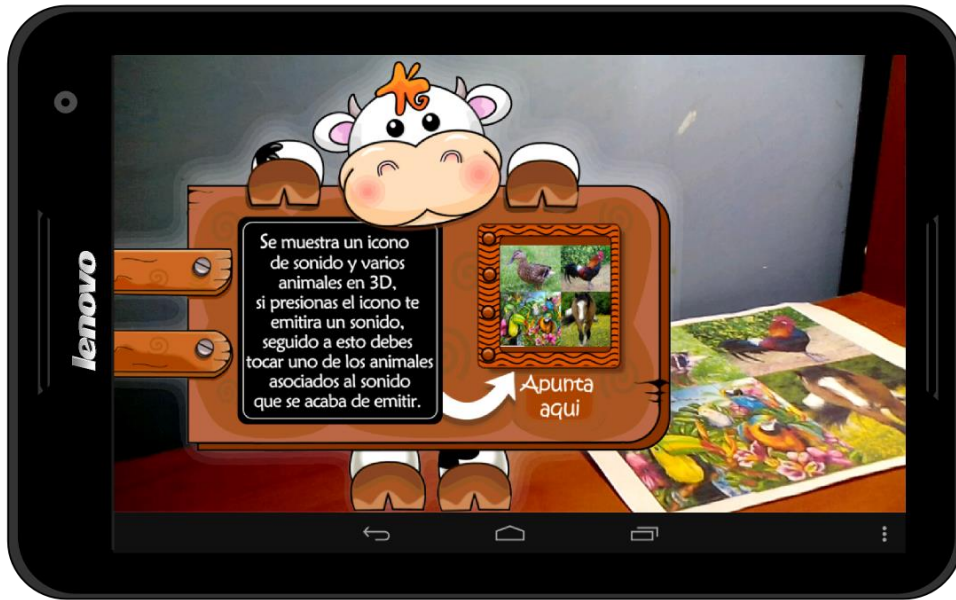 lenovo
Se muestra un icono
de sonido y varios
animales en 3D,
si presionas el icono te
emitira un sonido,
seguido a esto debes
tocar uno de los animales
asociados al sonido
que se acaba de emitir.
Apunta
aqui